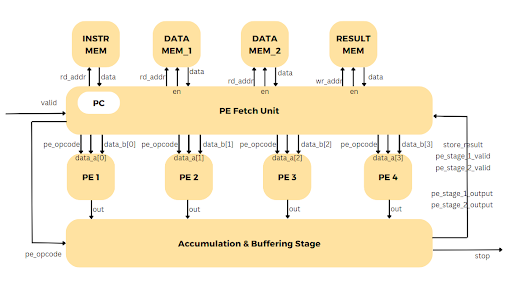 INSTR
MEM
DATA
MEM_1
DATA
MEM_2
RESULT
MEM
rd_addr
data
rd_addr
en
data
rd_addr
en
data
wr_addr
en
data
valid
PC
PE Fetch Unit
pe_opcode
data_a[0]
data_b[0]
pe_opcode
data_a[1]
data_b[1]
pe_opcode
data_a[2]
data_b[2]
pe_opcode
data_a[3]
data_b[3]
store_result
pe_stage_1_valid
pe_stage_2_valid
PE 1
PE 2
PE 3
PE 4
pe_stage_1_output
pe_stage_2_output
out
out
out
out
Accumulation & Buffering Stage
pe_opcode
stop